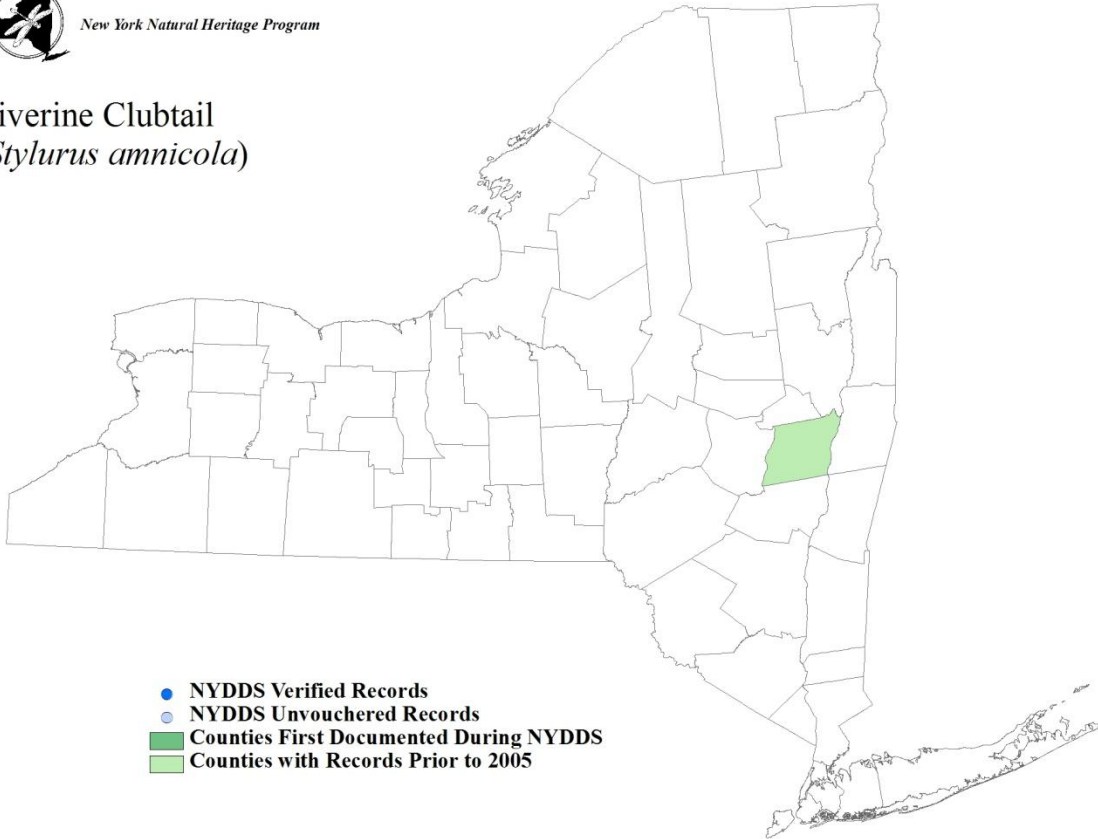 New York Natural Heritage Program
iverine Clubtail
Stylurus amnicola)
NYDDS Verified Records
NYDDS Unvouchered Records
Counties First Documented During NYDDS
Counties with Records Prior to 2005